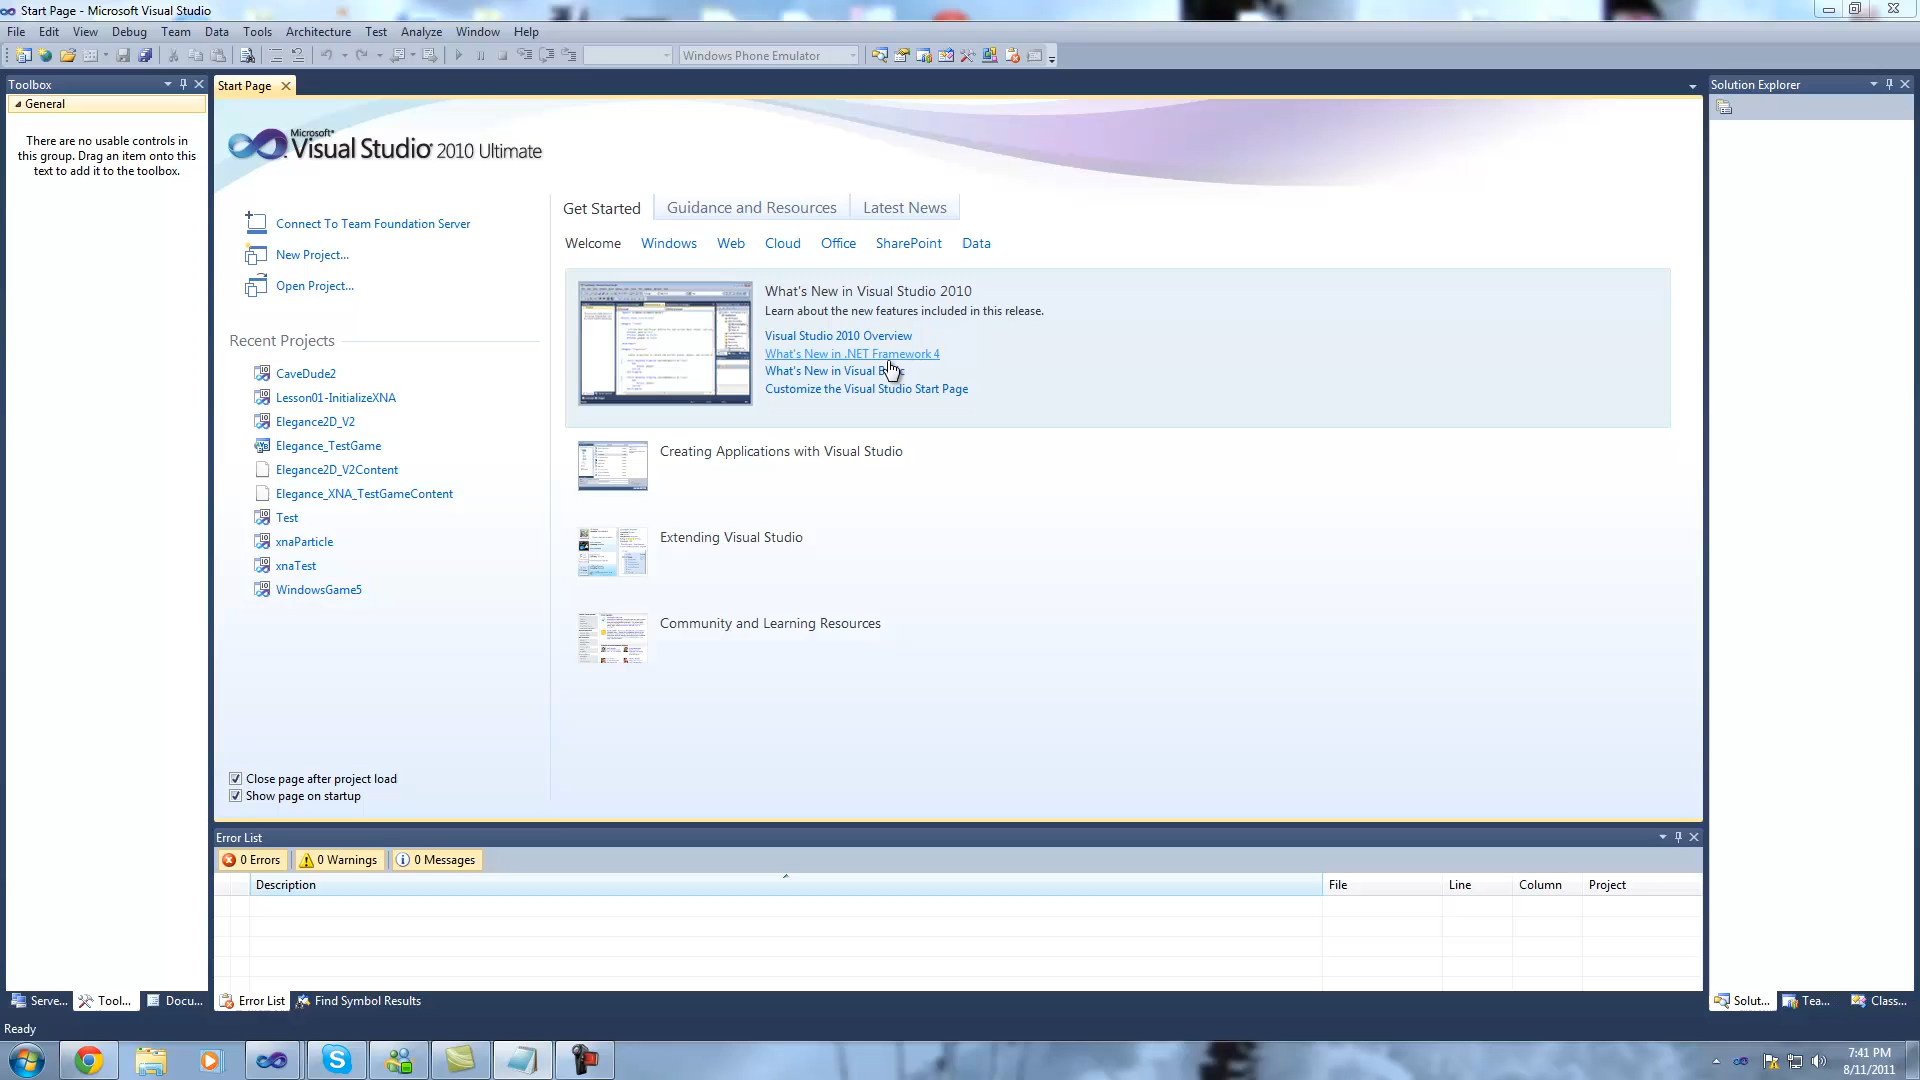 Start Page - Microsoft Visual Studio
File Edit View Debug Team Data Tools Architecture Test Analyze Window Help
Windows Phone Emulator
Toolbox
General
There are no usable controls in
this group. Drag an item onto this
text to add it to the toolbox.
Start Page
Microsoft®
Visual Studio® 2010 Ultimate
Connect To Team Foundation Server
New Project...
Open Project...
Recent Projects
CaveDude2
Lesson01-InitializeXNA
Elegance2D_V2
Elegance_TestGame
Elegance2D_V2Content
Elegance_XNA_TestGameContent
Test
xnaParticle
xnaTest
WindowsGame5
Close page after project load
Show page on startup
Get Started Guidance and Resources Latest News
Welcome Windows Web Cloud Office SharePoint Data
What's New in Visual Studio 2010
Learn about the new features included in this release.
Visual Studio 2010 Overview
What's New in .NET Framework 4
What's New in Visual
Customize the Visual Studio Start Page
Creating Applications with Visual Studio
Extending Visual Studio
Community and Learning Resources
Solution Explorer
Error List
0 Errors 0 Warnings 0 Messages
Description File Line Column Project
Serve... Tool... Docu... Error List Find Symbol Results
Solut... Tea... Class...
Ready
7:41 PM
8/11/2011